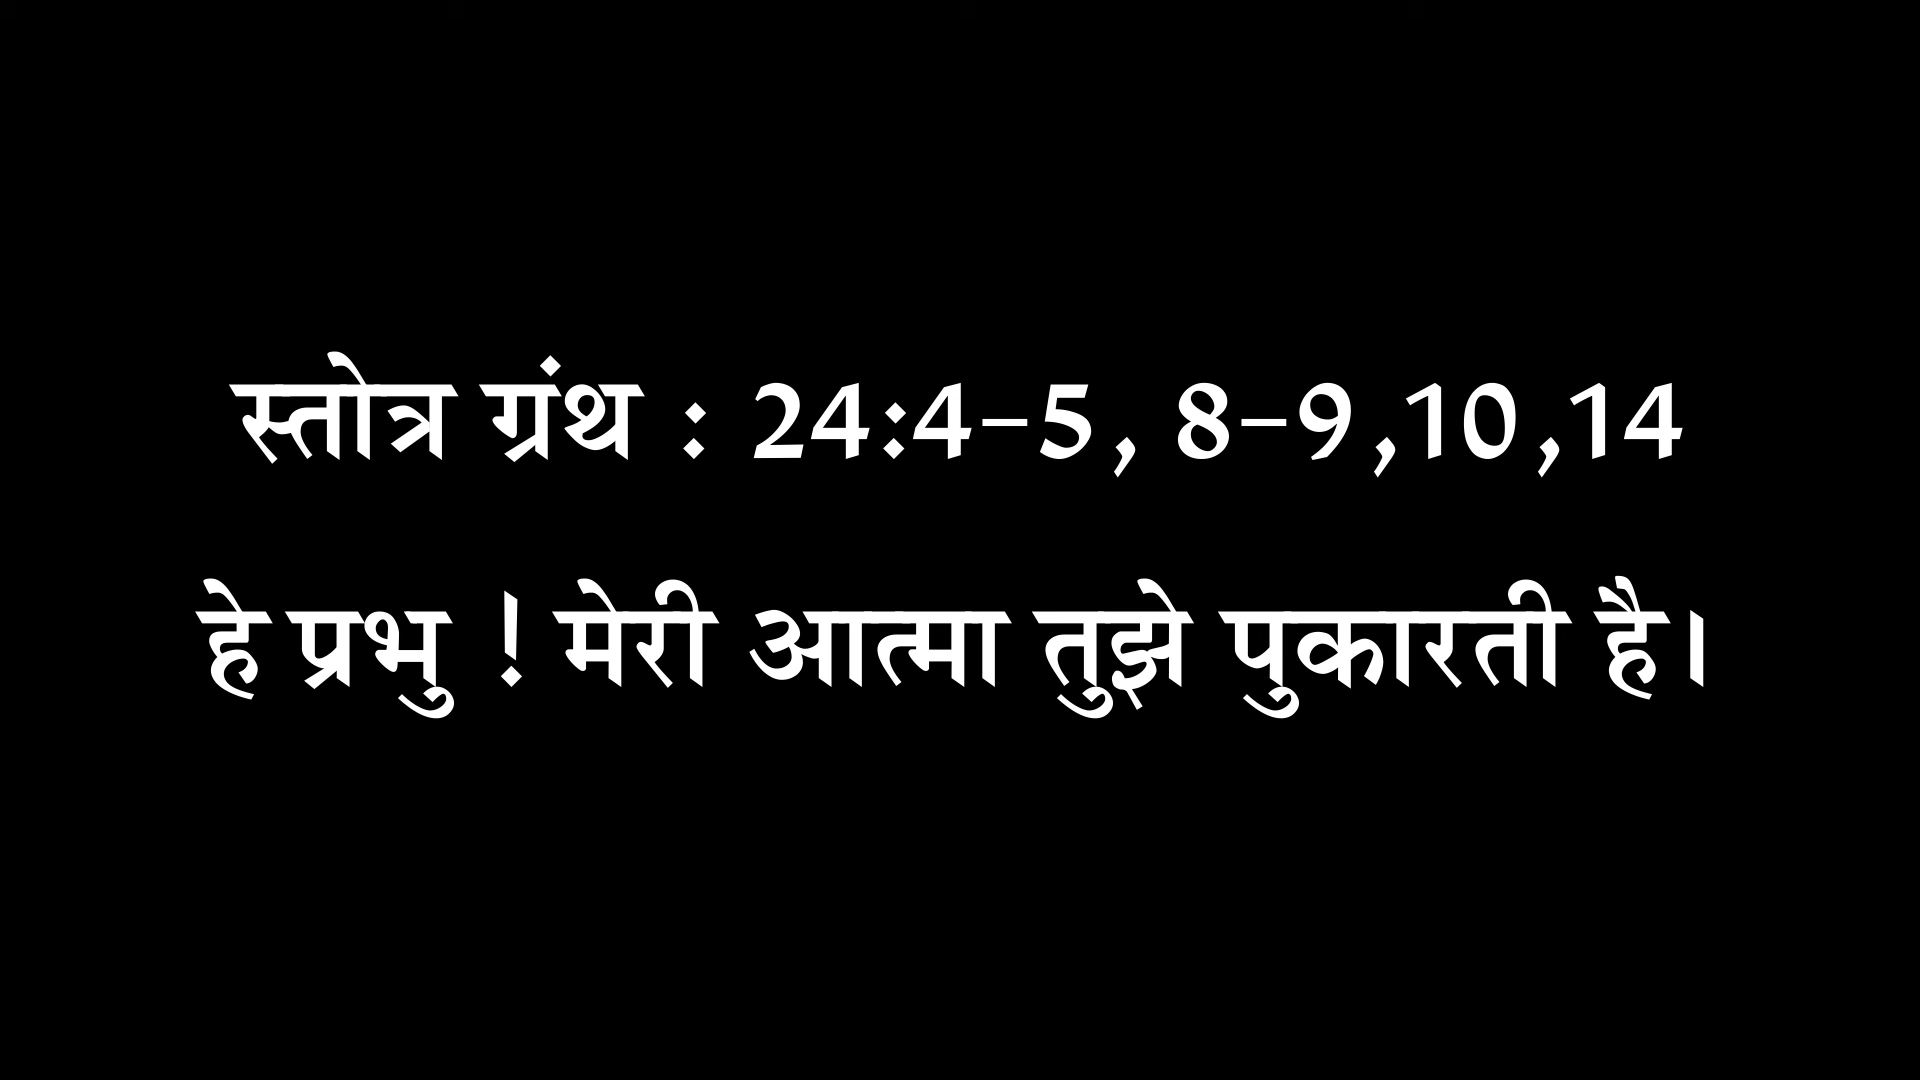 स्तोत्र ग्रंथ : 24:4-5, 8-9,10,14
हे प्रभु ! मेरी आत्मा तुझे पुकारती है।